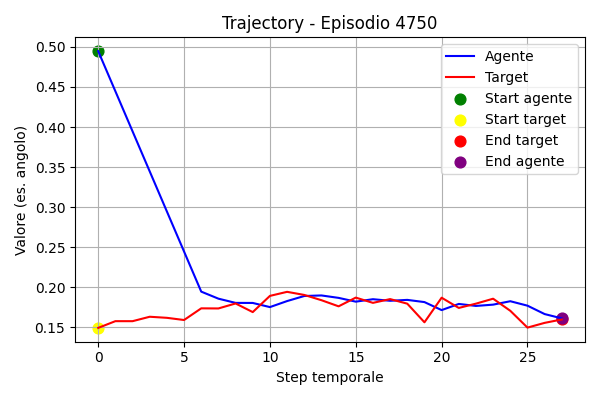 Trajectory - Episodio 4750
Agente
Target
Start agente
Start target
End target
End agente
Valore (es. angolo)
0.50
0.45
0.40
0.35
0.30
0.25
0.20
0.15
0 5 10 15 20 25
Step temporale